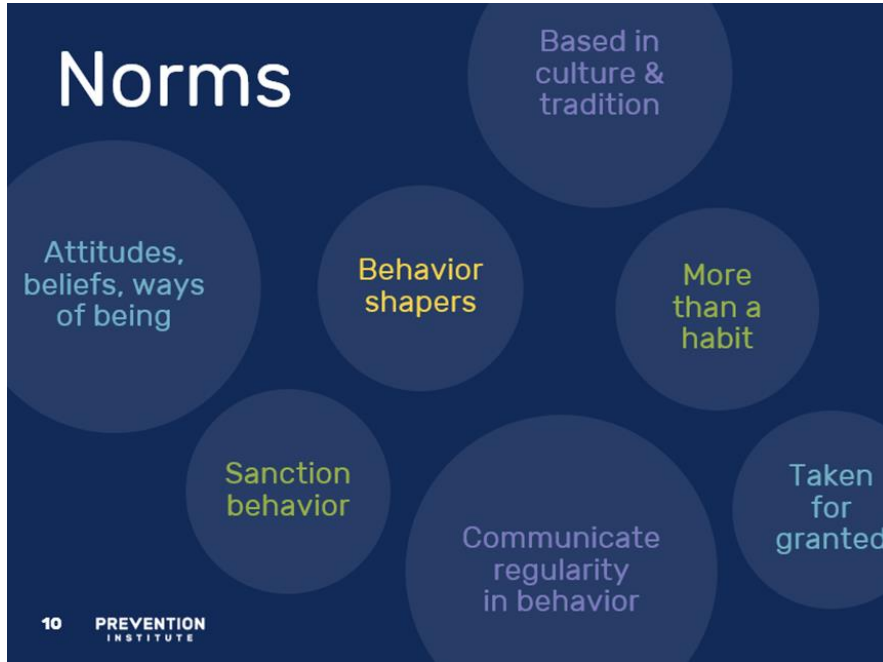 Norms
Based in
culture &
tradition
Attitudes,
beliefs, ways
of being
Behavior
shapers
More
than a
habit
Sanction
behavior
Communicate
regularity
in behavior
Taken
for
granted
10
PREVENTION
INSTITUTE